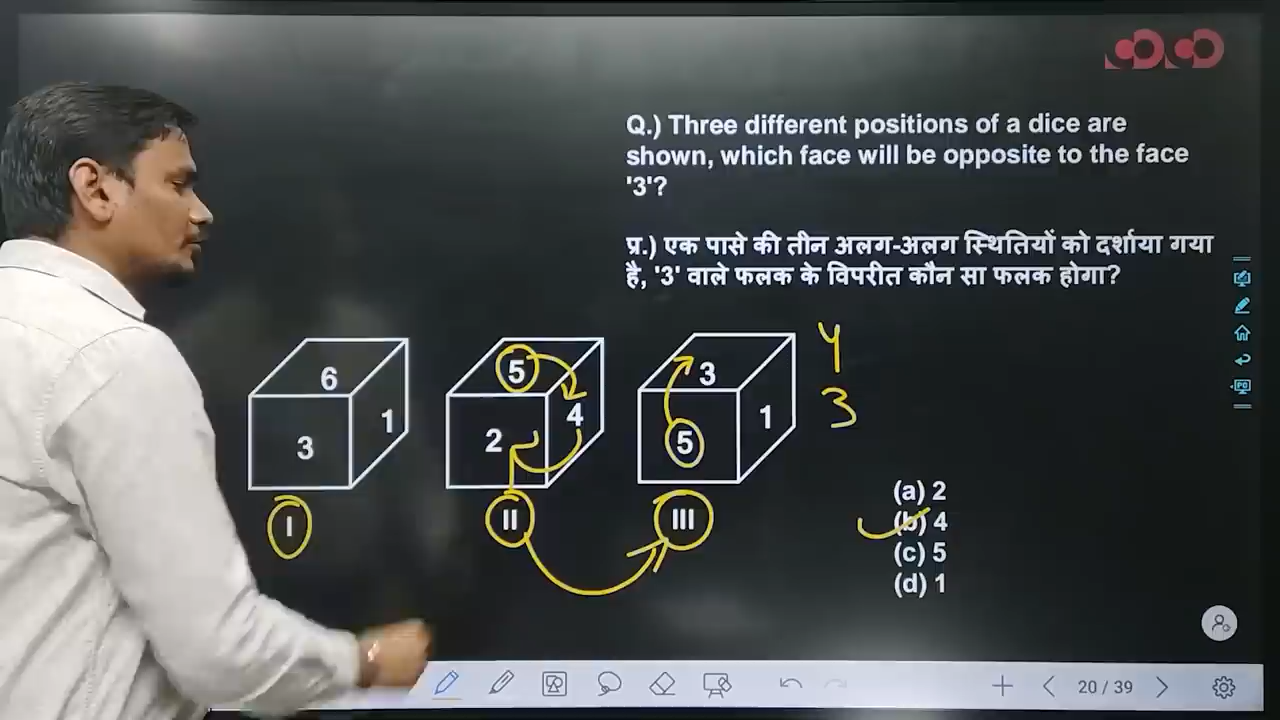 Q.) Three different positions of a dice are
shown, which face will be opposite to the face
'3'?
प्र.) एक पासे की तीन अलग-अलग स्थितियों को दर्शाया गया
है, '3' वाले फलक के विपरीत कौन सा फलक होगा?
6
3
1
I
5
2
4
II
3
5
1
III
4
3
(a) 2
(b) 4
(c) 5
(d) 1
20 / 39